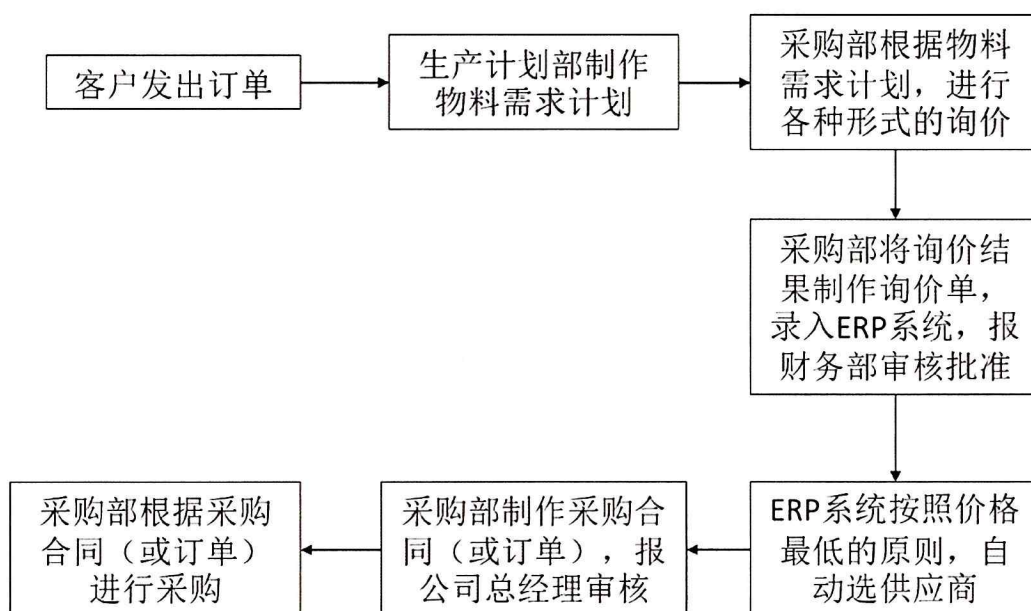 客户发出订单
生产计划部制作
物料需求计划
采购部根据物料
需求计划，进行
各种形式的询价
采购部将询价结
果制作询价单，
录入ERP系统，报
财务部审核批准
ERP系统按照价格
最低的原则，自
动选供应商
采购部制作采购合
同（或订单），报
公司总经理审核
采购部根据采购
合同（或订单）
进行采购